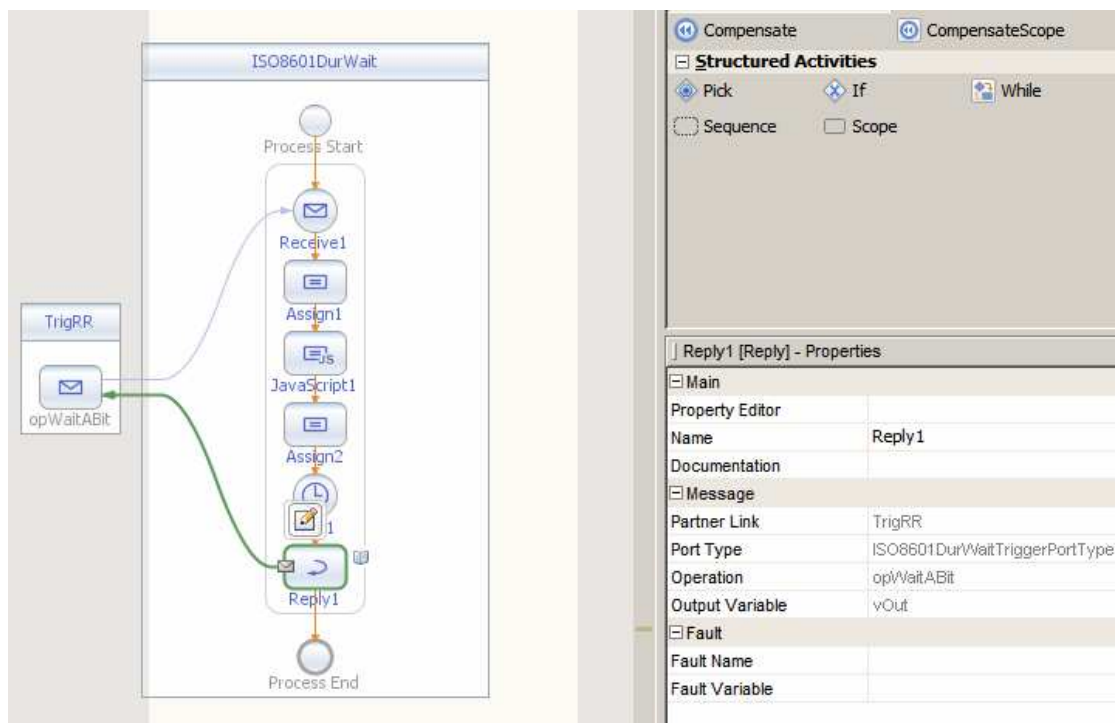 ISO8601DurWait
Process Start
Receive1
Assign1
JS
JavaScript1
Assign2
1
Reply1
Process End
TrigRR
opWaitABit
Compensate CompensateScope
Structured Activities
Pick If While
Sequence Scope
Reply1 [Reply] - Properties
Main
Property Editor
Name Reply1
Documentation
Message
Partner Link TrigRR
Port Type ISO8601DurWaitTriggerPortType
Operation opWaitABit
Output Variable vOut
Fault
Fault Name
Fault Variable